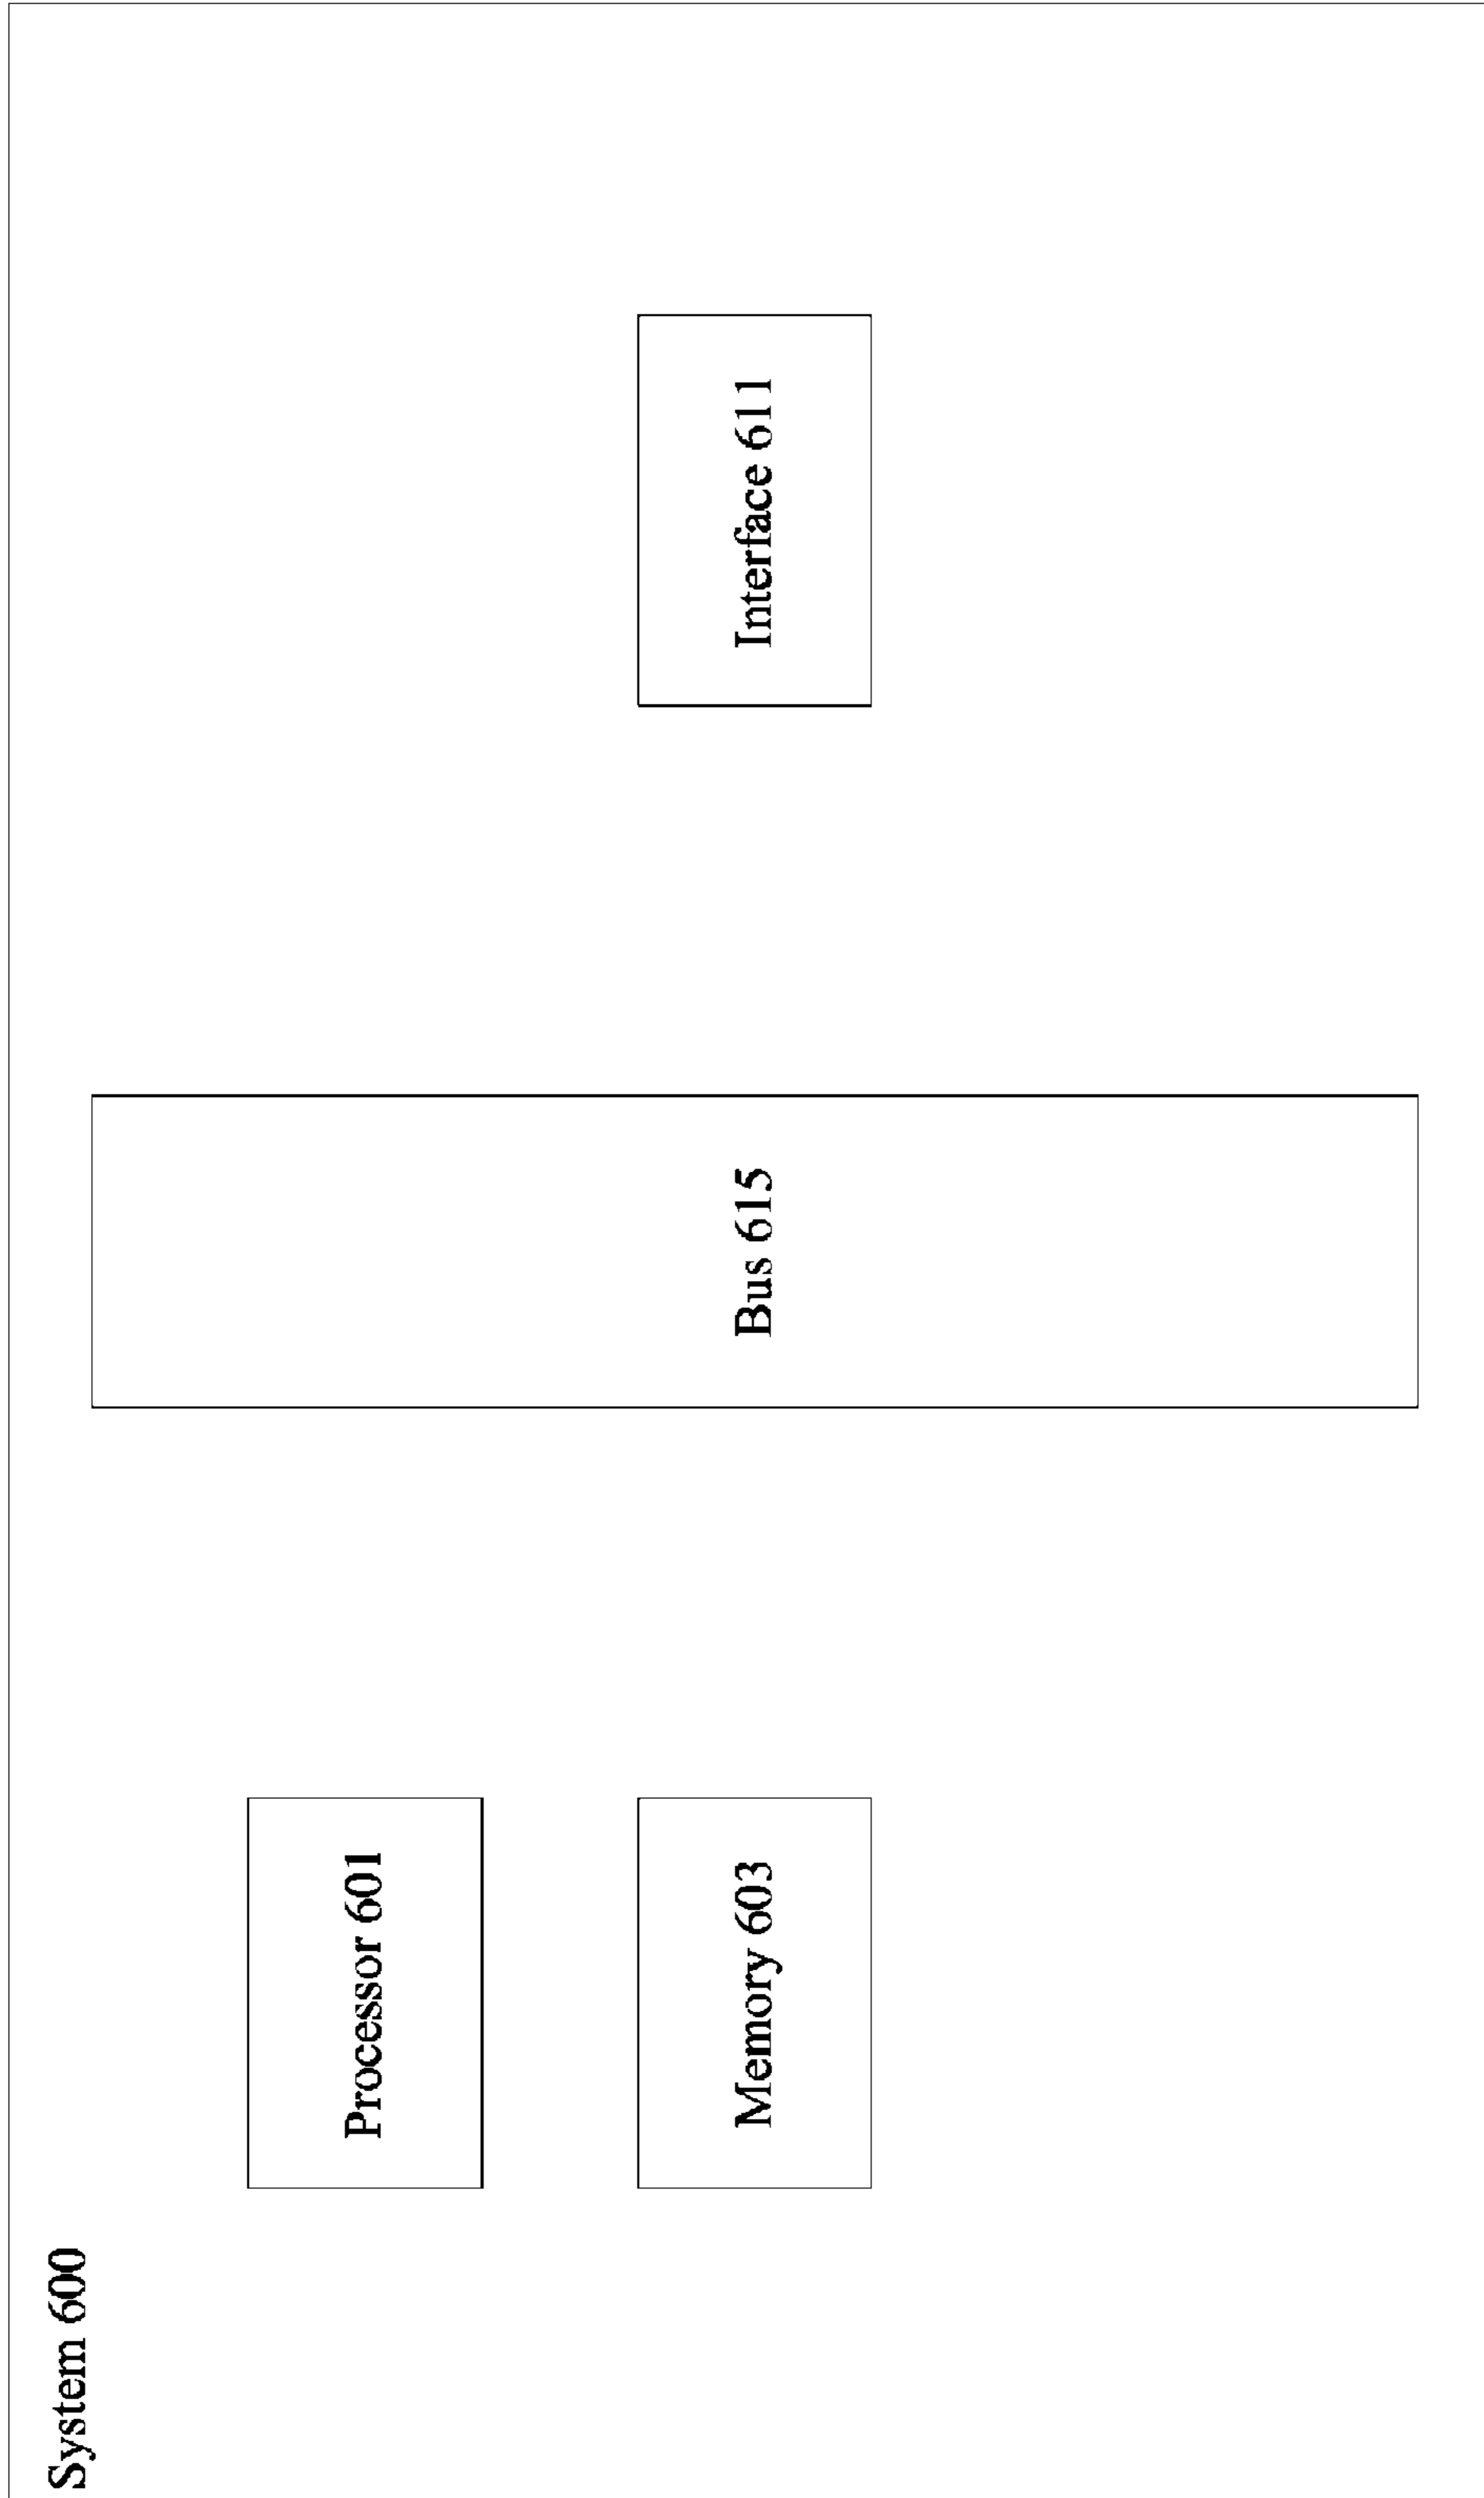 System 600
Processor 601
Memory 603
Bus 615
Interface 611